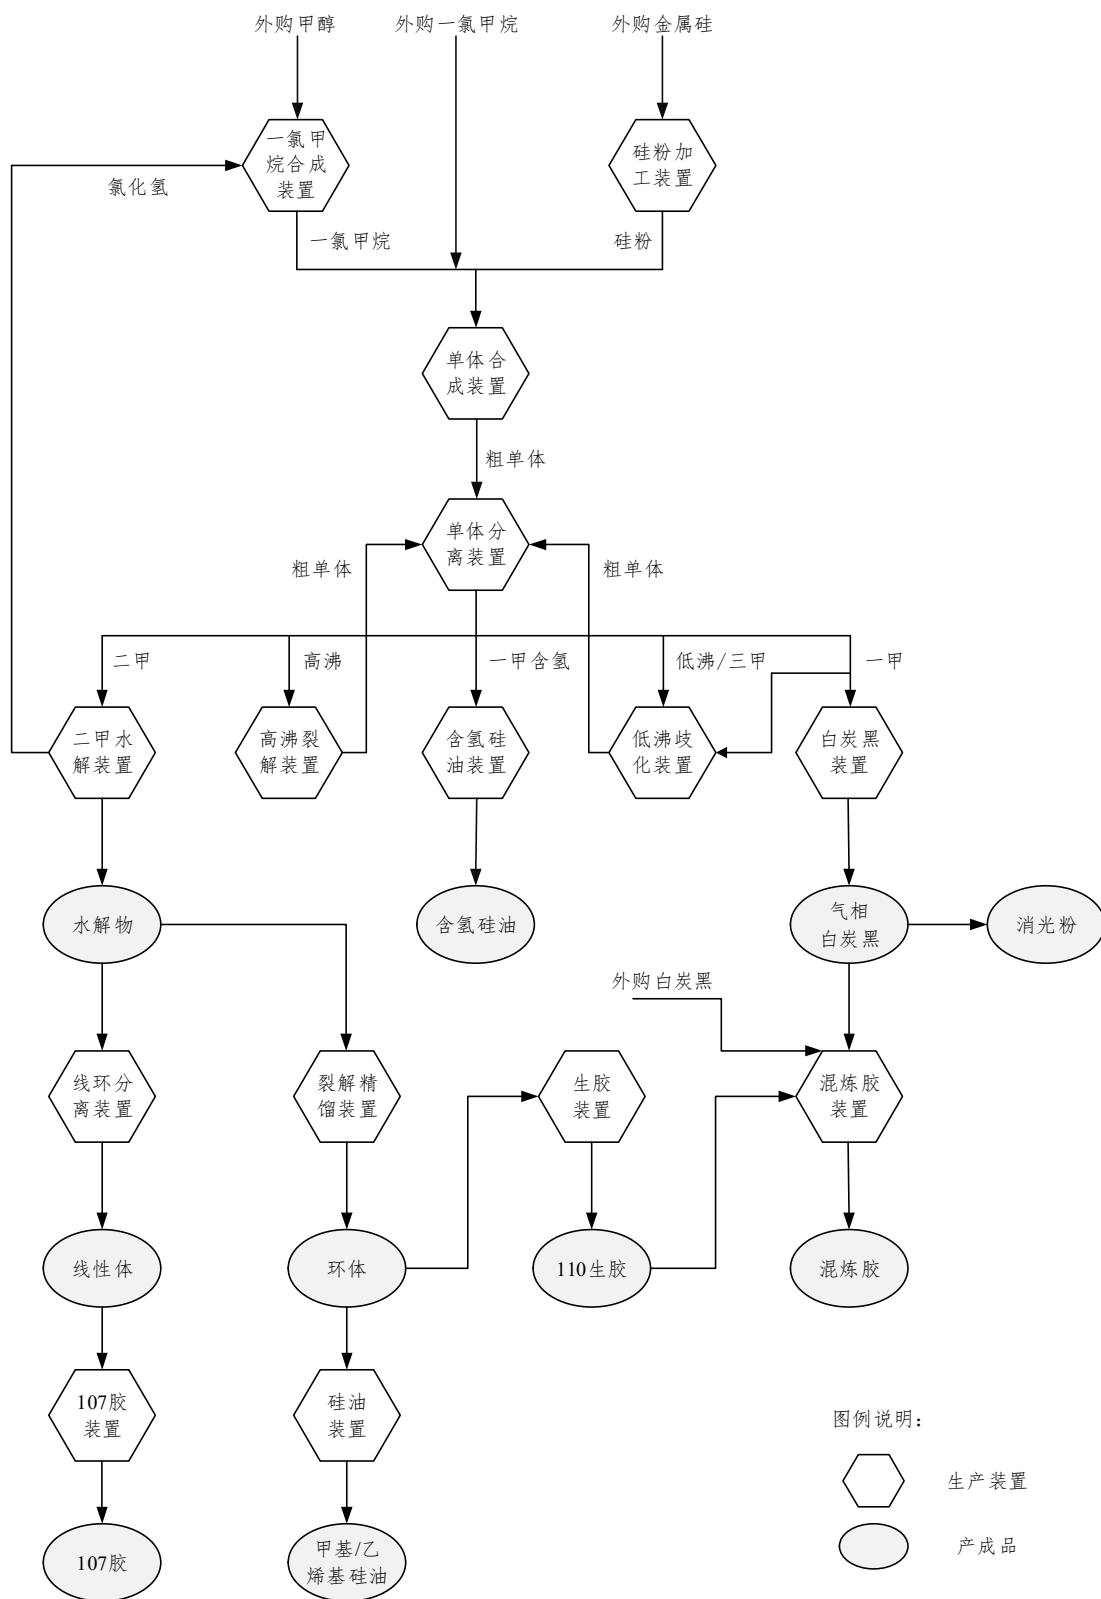 外购甲醇
外购一氯甲烷
外购金属硅
一氯甲
烷合成
装置
硅粉加
工装置
氯化氢
一氯甲烷
硅粉
单体合
成装置
粗单体
单体分
离装置
粗单体
粗单体
二甲
高沸
一甲含氢
低沸/三甲
一甲
二甲水
解装置
高沸裂
解装置
含氢硅
油装置
低沸歧
化装置
白炭黑
装置
水解物
含氢硅油
气相
白炭黑
消光粉
外购白炭黑
线环分
离装置
裂解精
馏装置
生胶
装置
混炼胶
装置
线性体
环体
110生胶
混炼胶
107胶
装置
硅油
装置
图例说明：
生产装置
107胶
甲基/乙
烯基硅油
产成品